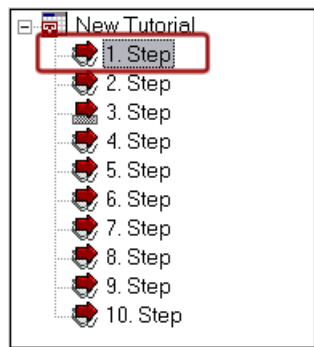 New Tutorial
1. Step
2. Step
3. Step
4. Step
5. Step
6. Step
7. Step
8. Step
9. Step
10. Step